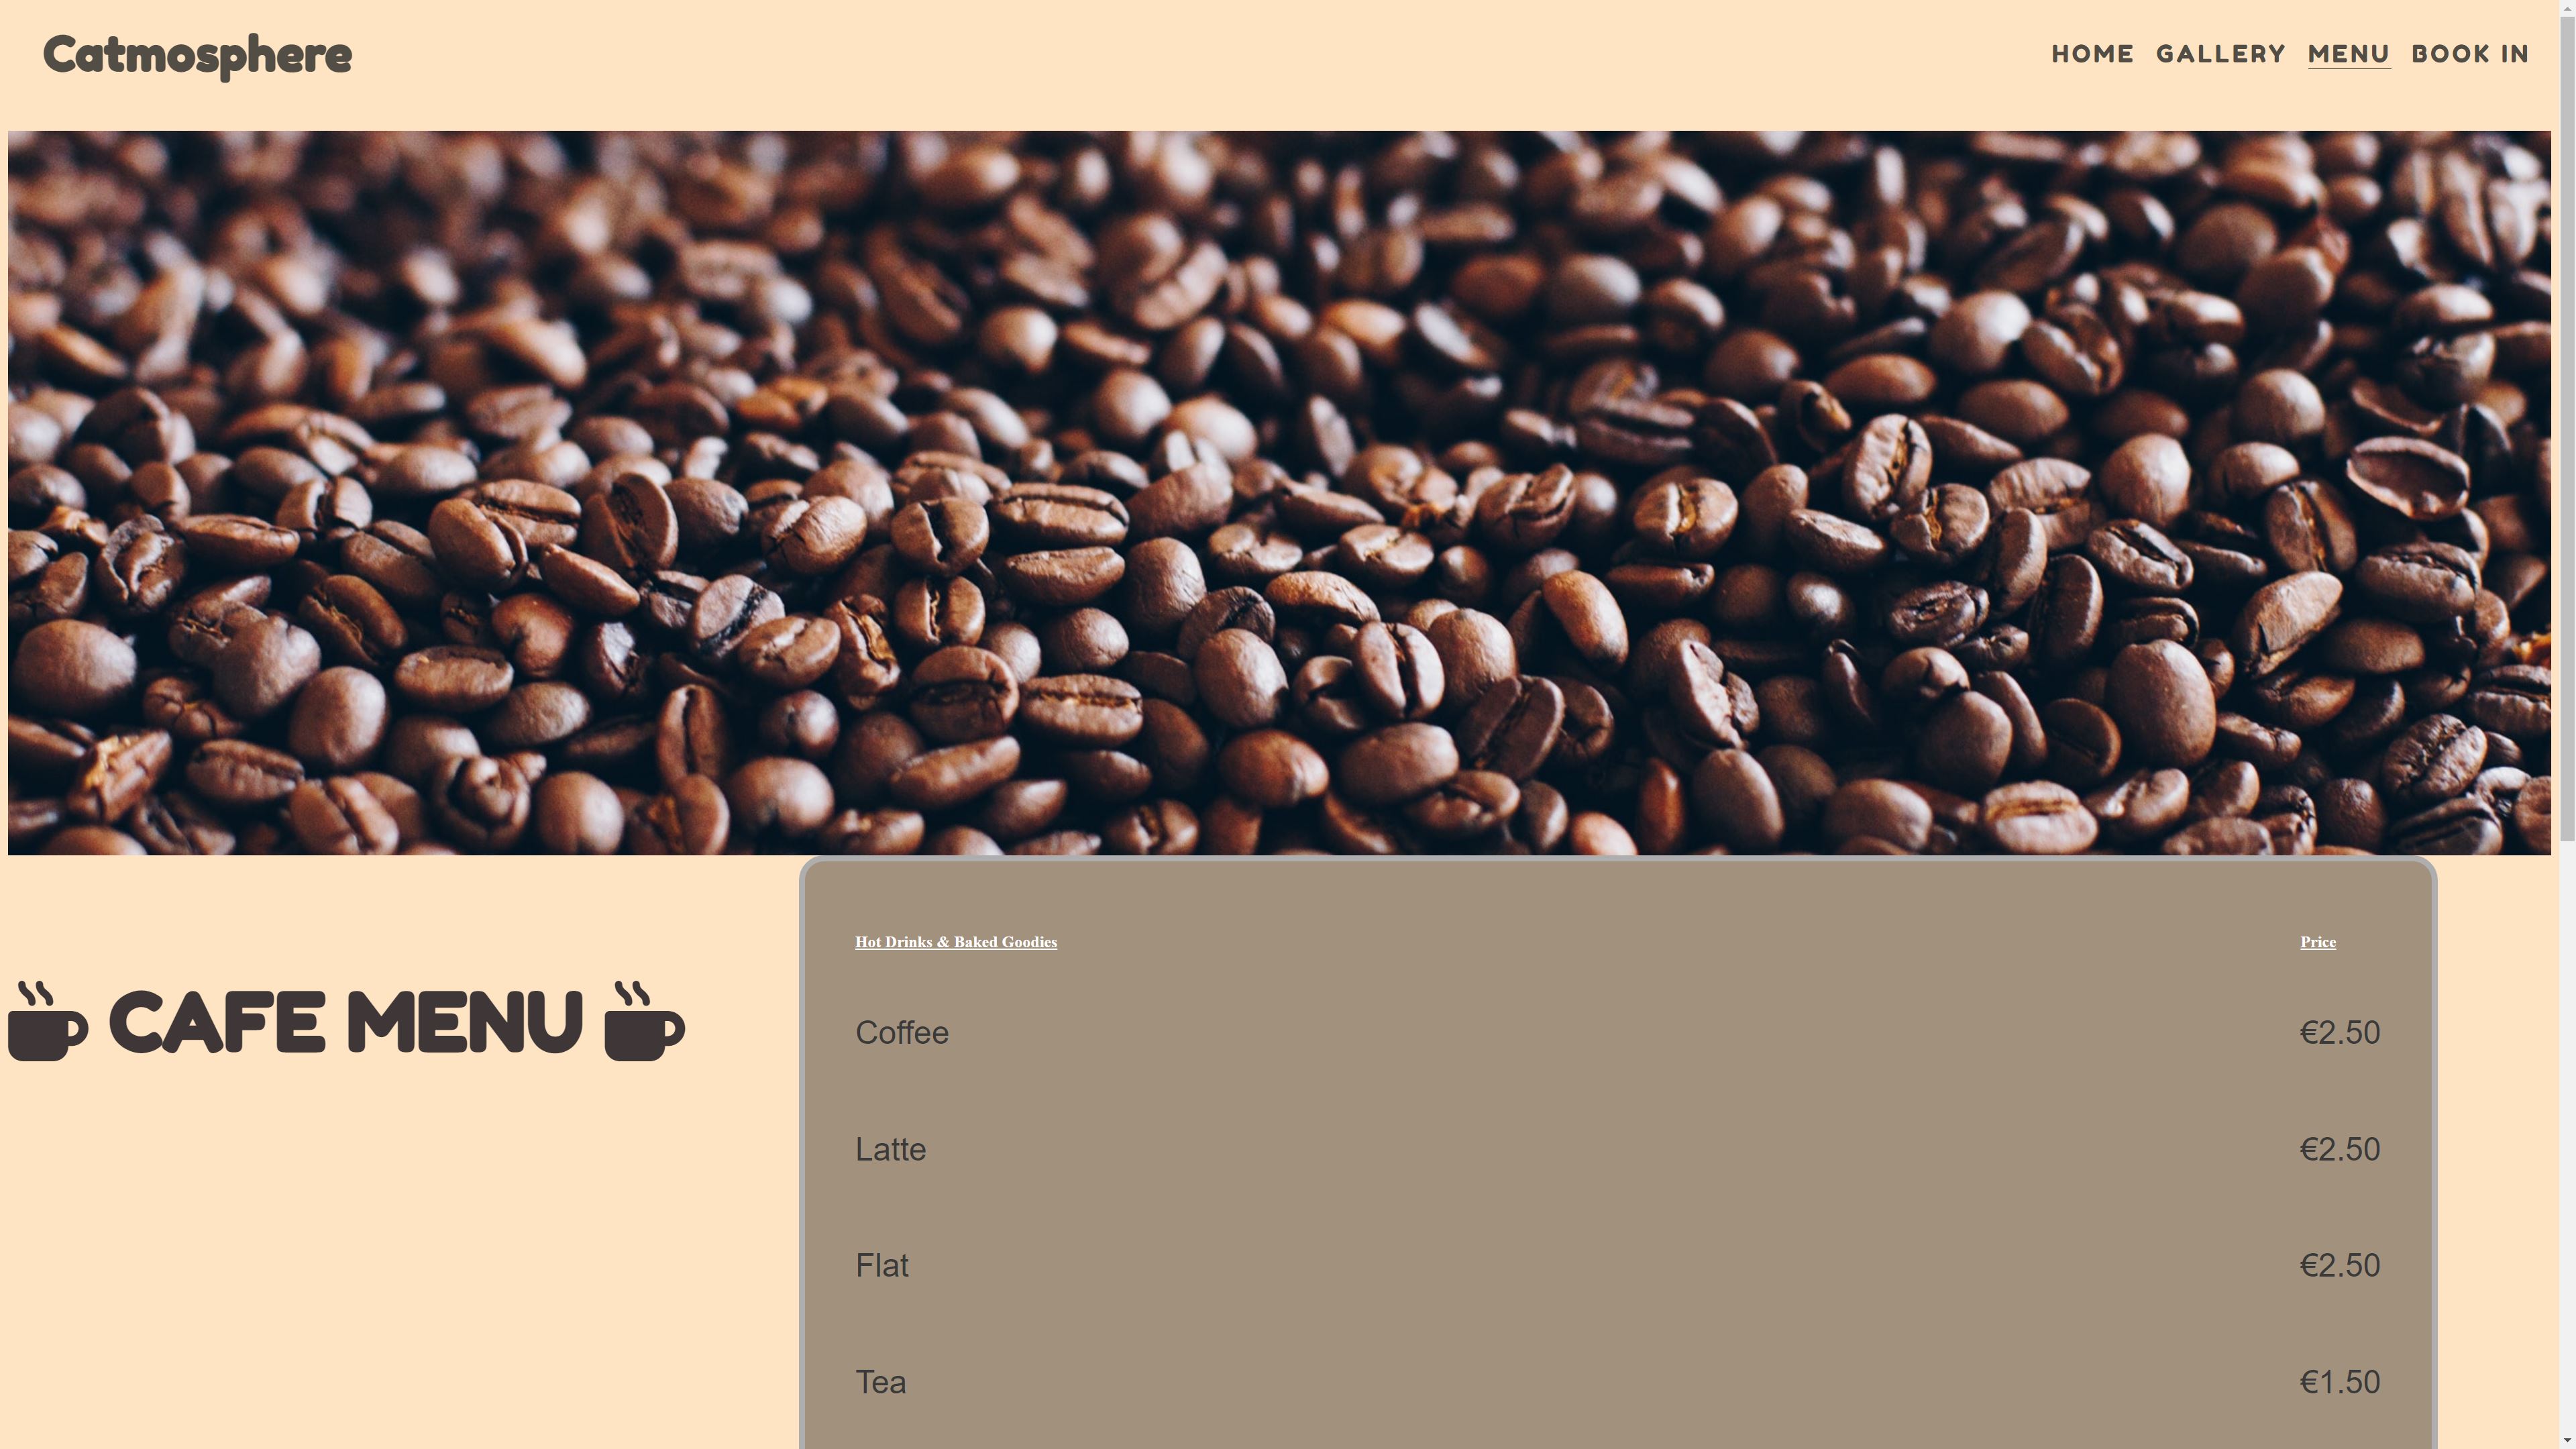 Catmosphere
HOME GALLERY MENU BOOK IN
CAFE MENU
Hot Drinks & Baked Goodies Price
Coffee €2.50
Latte €2.50
Flat €2.50
Tea €1.50